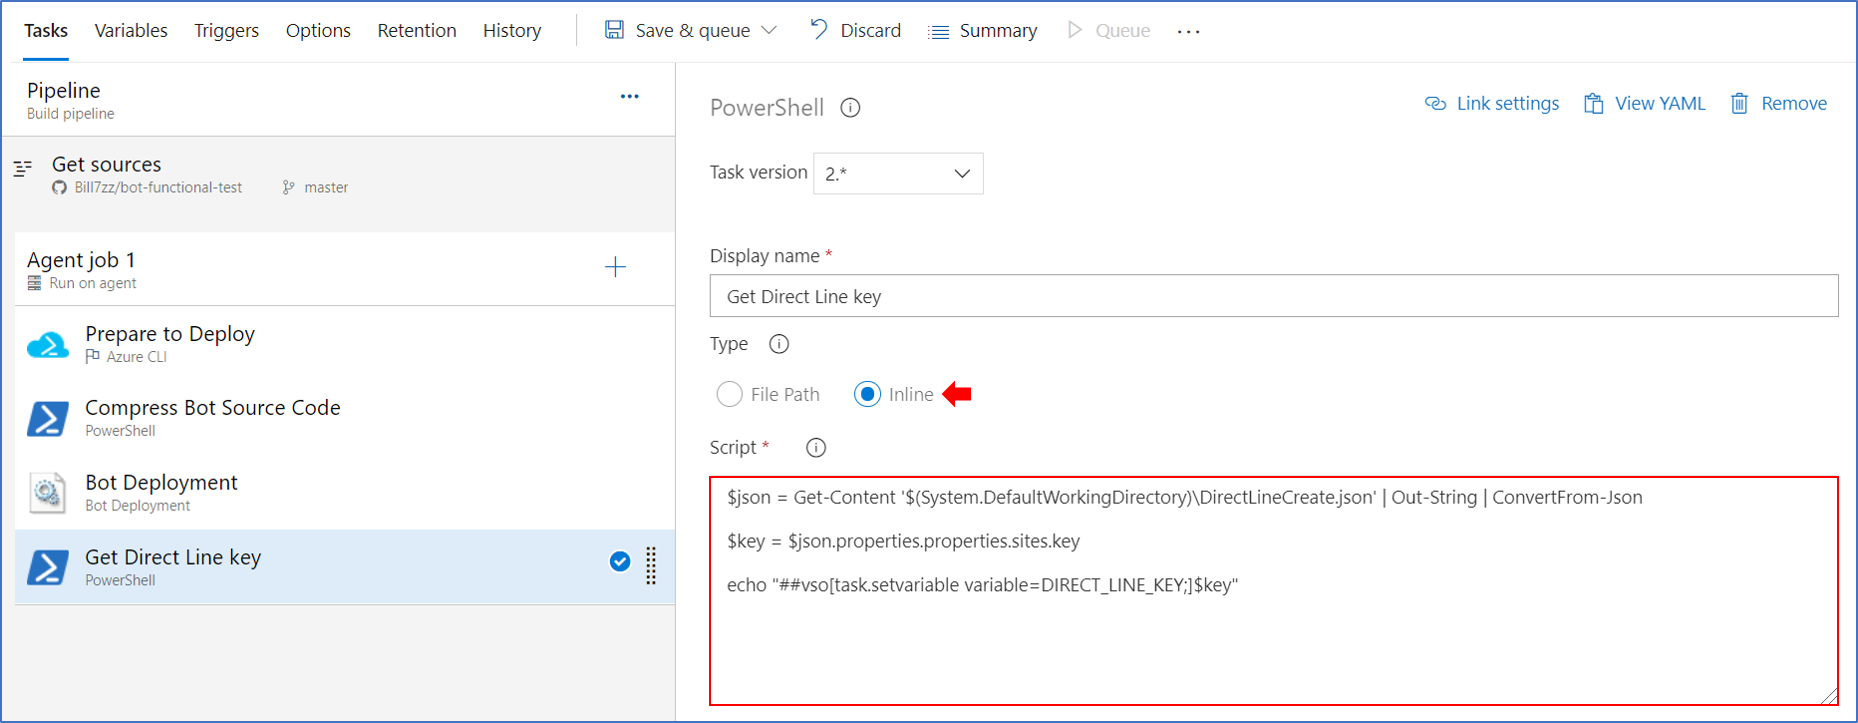 Tasks Variables Triggers Options Retention History Save & queue Discard Summary Queue ...
Pipeline
Build pipeline
Get sources
Bill7zz/bot-functional-test master
Agent job 1
Run on agent
Prepare to Deploy
Azure CLI
Compress Bot Source Code
PowerShell
Bot Deployment
Bot Deployment
Get Direct Line key
PowerShell
PowerShell
Link settings View YAML Remove
Task version 2.*
Display name *
Get Direct Line key
Type
File Path Inline
Script *
$json = Get-Content '$(System.DefaultWorkingDirectory)\DirectLineCreate.json' | Out-String | ConvertFrom-Json
$key = $json.properties.properties.sites.key
echo "##vso[task.setvariable variable=DIRECT_LINE_KEY;]$key"